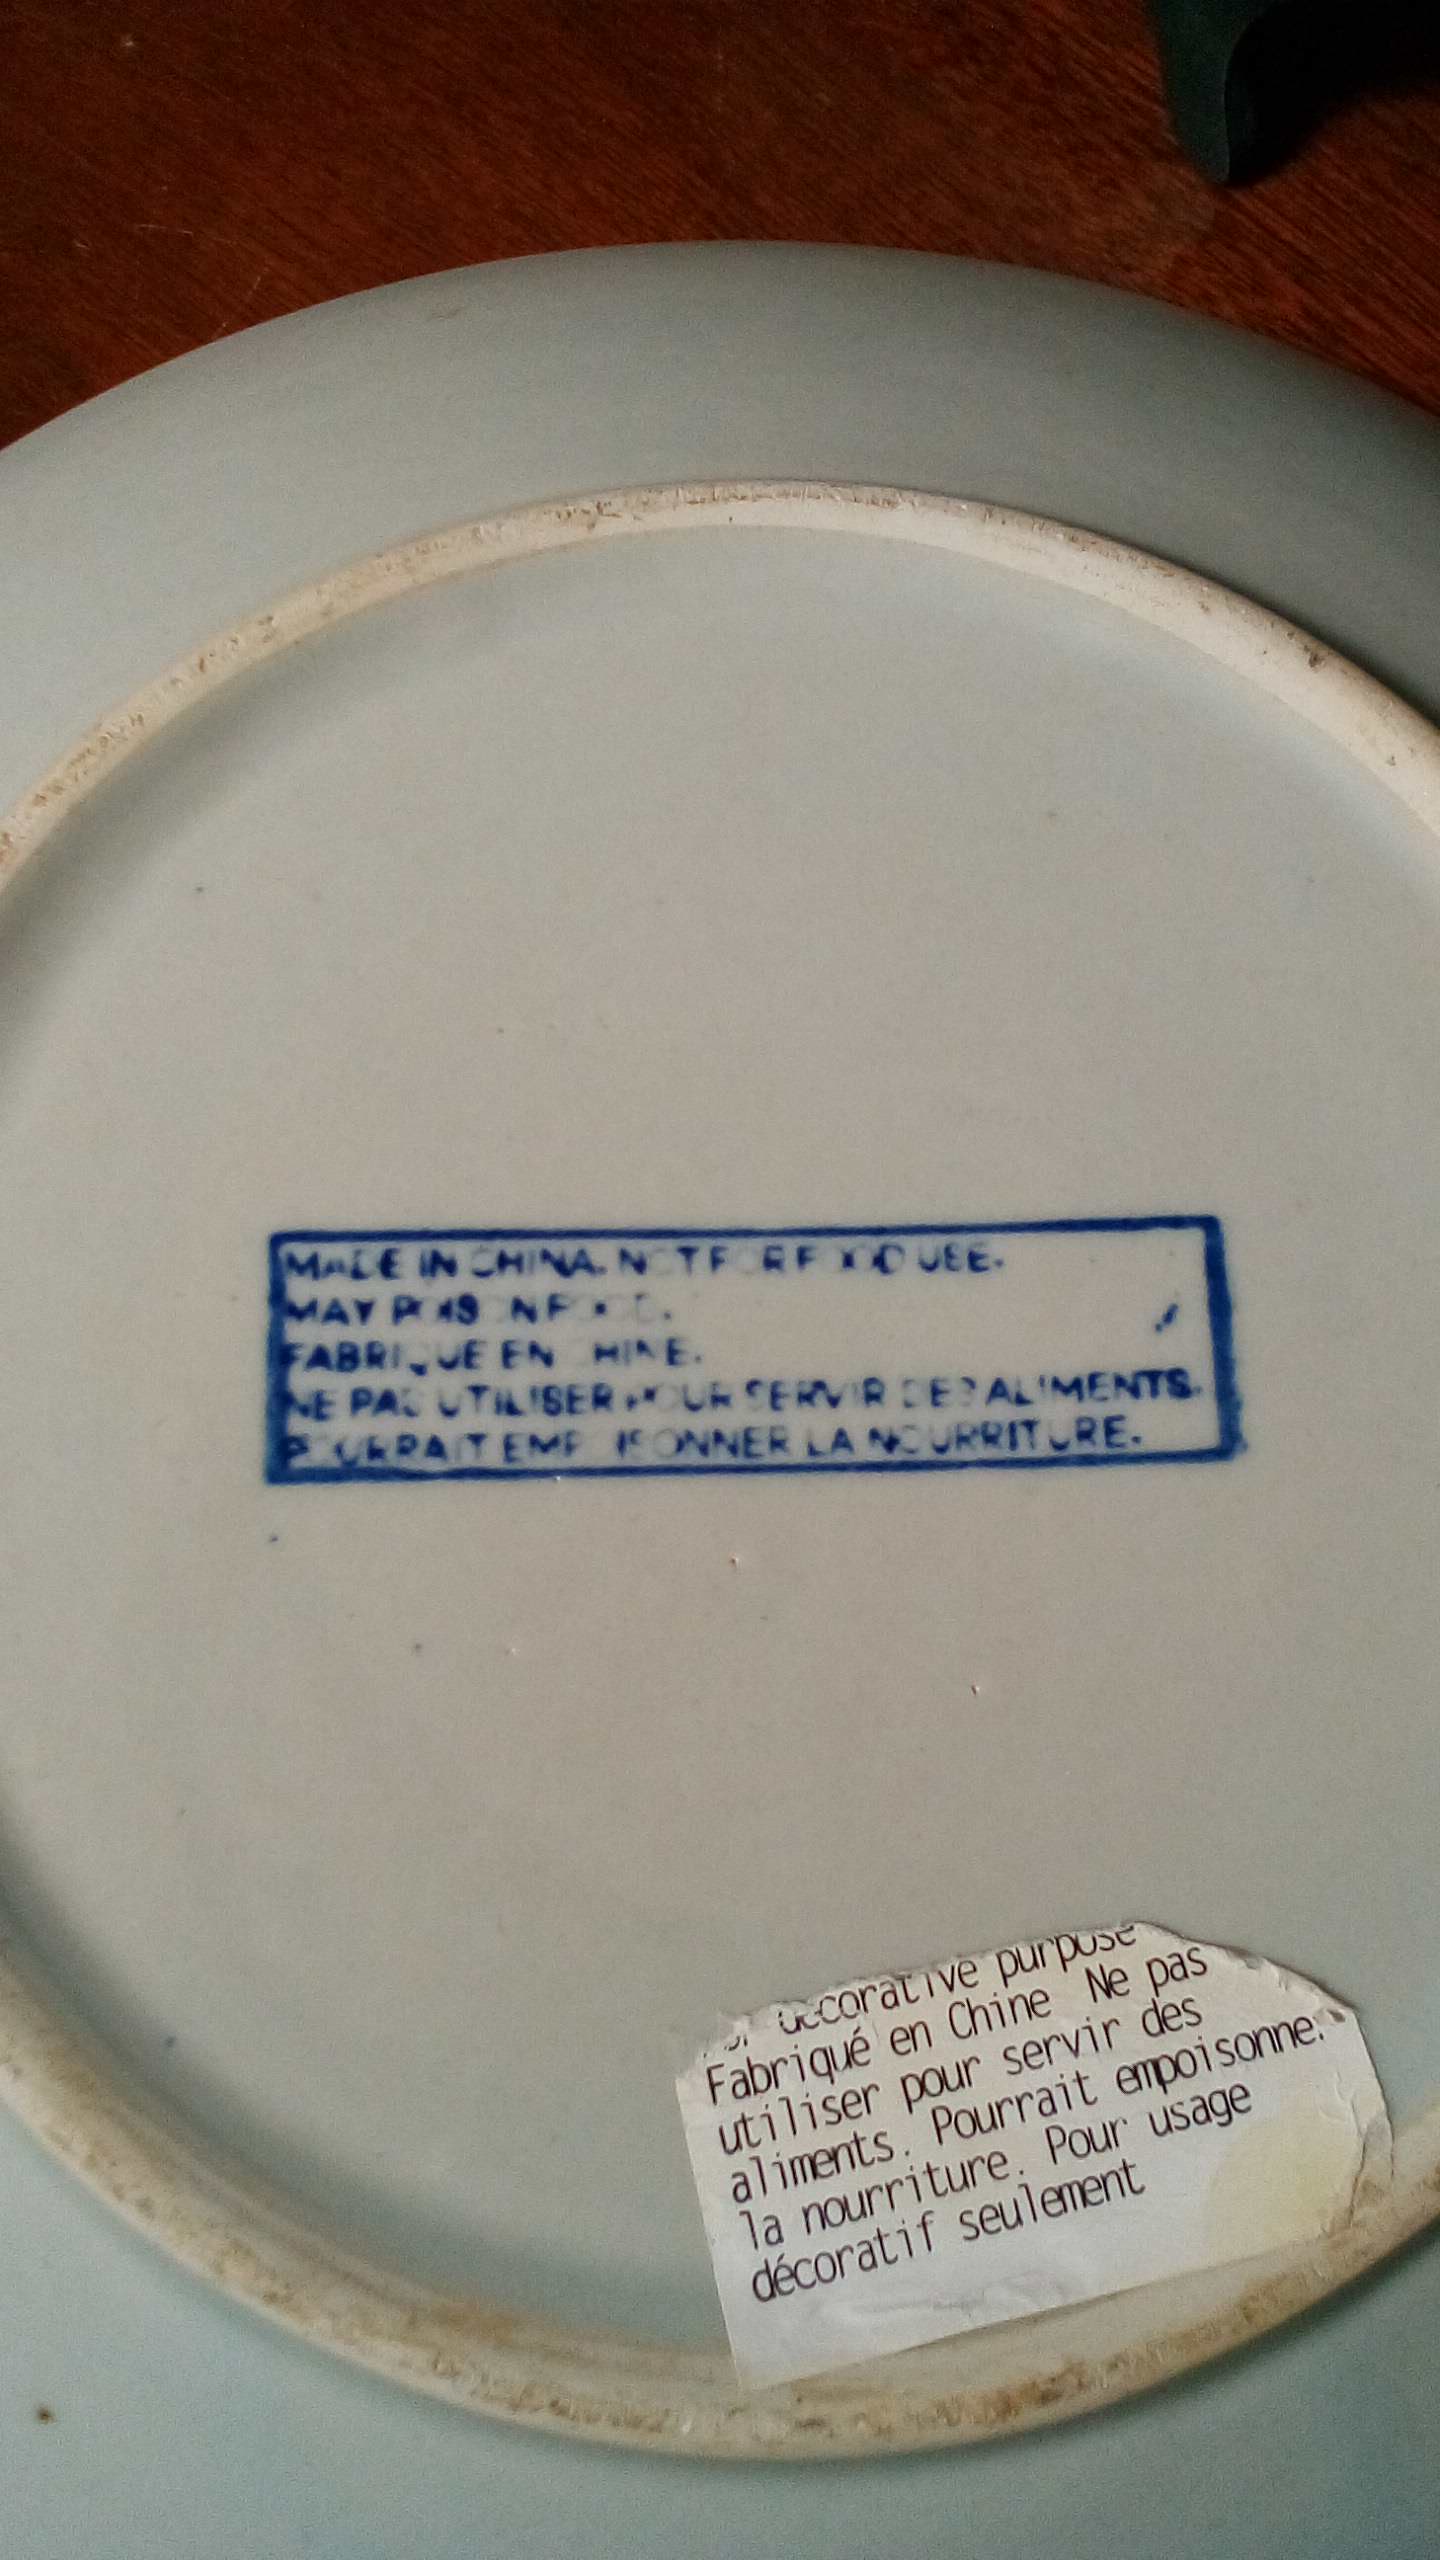 MADE IN CHINA. NOT FOR FOOD USE.
MAY POISON FOOD.
FABRIQUE EN CHINE.
NE PAS UTILISER POUR SERVIR DES ALIMENTS.
POURRAIT EMPOISONNER LA NOURRITURE.
decorative purpose
Fabriqué en Chine Ne pas
utiliser pour servir des
aliments. Pourrait empoisonne
la nourriture. Pour usage
décoratif seulement